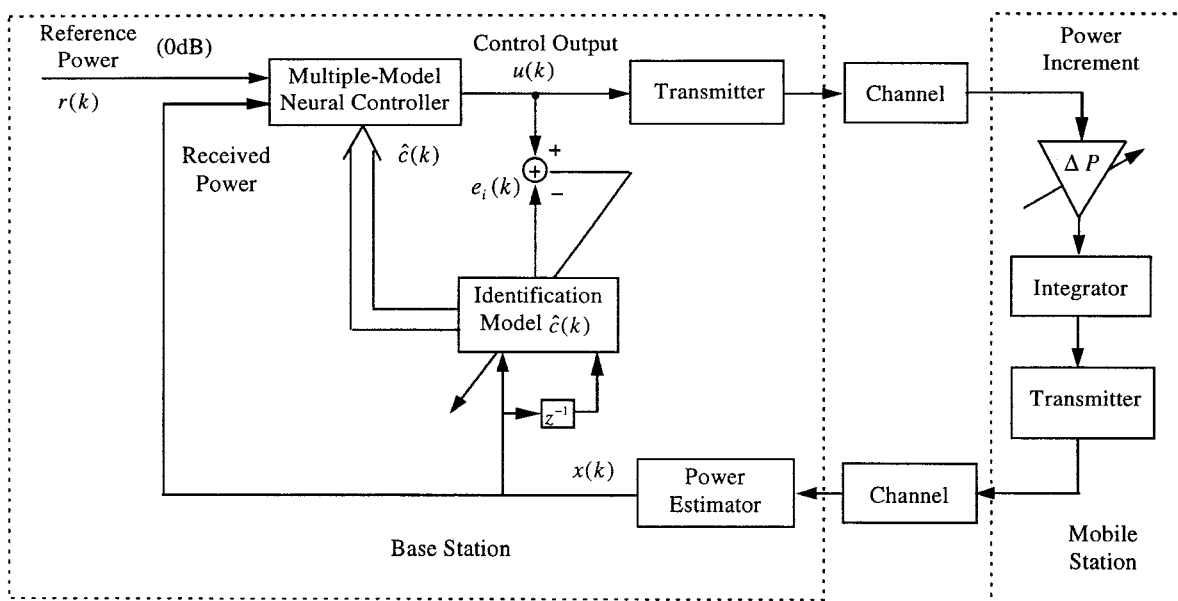 Reference
Power
(0dB)
r(k)
Multiple-Model
Neural Controller
Control Output
u(k)
Transmitter
Channel
Power
Increment
Received
Power
ĉ(k)
+
+
e_i(k)
−
Δ P
Identification
Model ĉ(k)
Integrator
z⁻¹
Transmitter
x(k)
Power
Estimator
Channel
Base Station
Mobile
Station